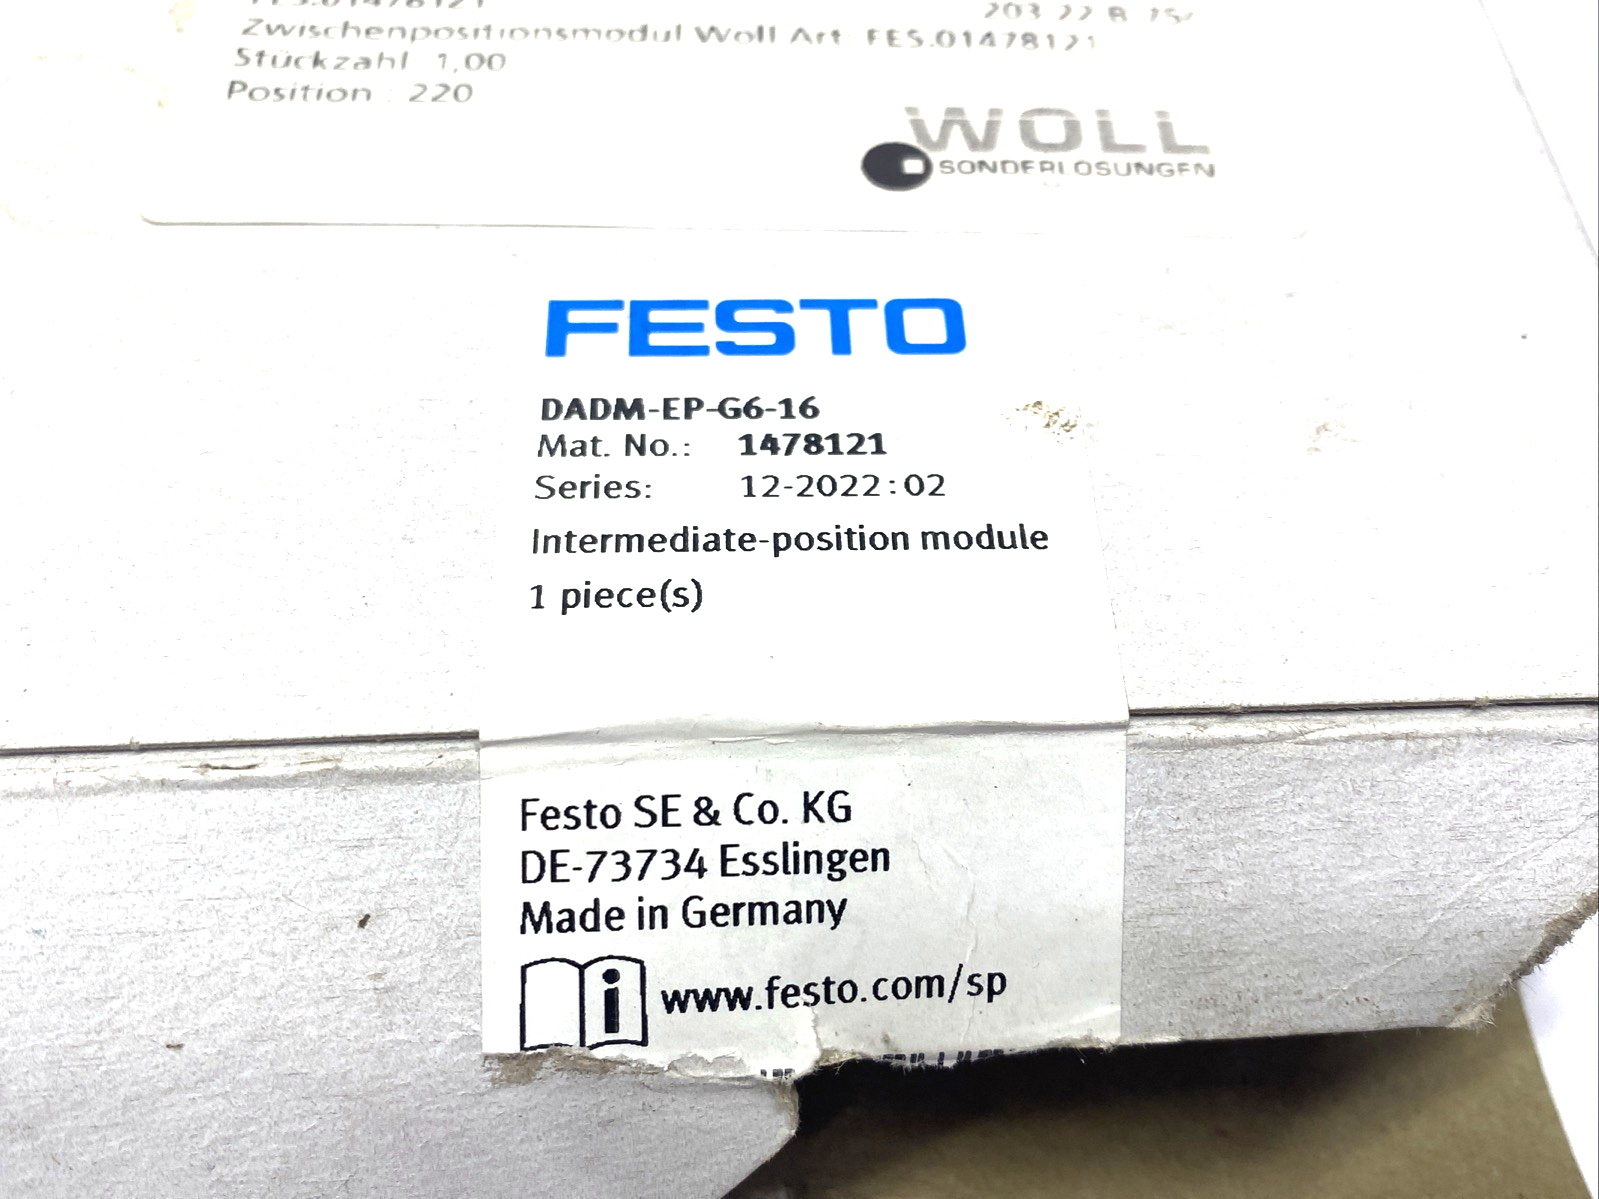 Zwischenpositionsmodul Woll Art FES.01478121
Stückzahl 1,00
Position : 220
WOLL
SONDERLÖSUNGEN
FESTO
DADM-EP-G6-16
Mat. No.: 1478121
Series: 12-2022:02
Intermediate-position module
1 piece(s)
Festo SE & Co. KG
DE-73734 Esslingen
Made in Germany
i www.festo.com/sp